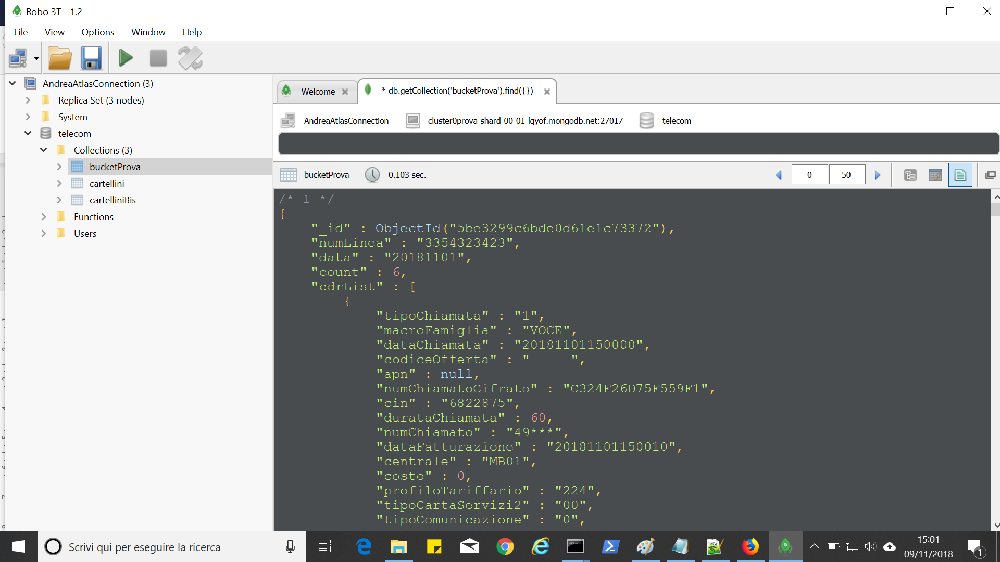 Robo 3T - 1.2
File View Options Window Help
AndreaAtlasConnection (3)
Replica Set (3 nodes)
System
telecom
Collections (3)
bucketProva
cartellini
cartelliniBis
Functions
Users
Welcome
* db.getCollection('bucketProva').find({})
AndreaAtlasConnection cluster0prova-shard-00-01-lqyof.mongodb.net:27017 telecom
bucketProva 0.103 sec. 0 50
/* 1 */
{
"_id" : ObjectId("5be3299c6bde0d61e1c73372"),
"numLinea" : "3354323423",
"data" : "20181101",
"count" : 6,
"cdrList" : [
{
"tipoChiamata" : "1",
"macroFamiglia" : "VOCE",
"dataChiamata" : "20181101150000",
"codiceOfferta" : "     ",
"apn" : null,
"numChiamatoCifrato" : "C324F26D75F559F1",
"cin" : "6822875",
"durataChiamata" : 60,
"numChiamato" : "49***",
"dataFatturazione" : "20181101150010",
"centrale" : "MB01",
"costo" : 0,
"profiloTariffario" : "224",
"tipoCartaServizi2" : "00",
"tipoComunicazione" : "0",
Scrivi qui per eseguire la ricerca
15:01
09/11/2018
1